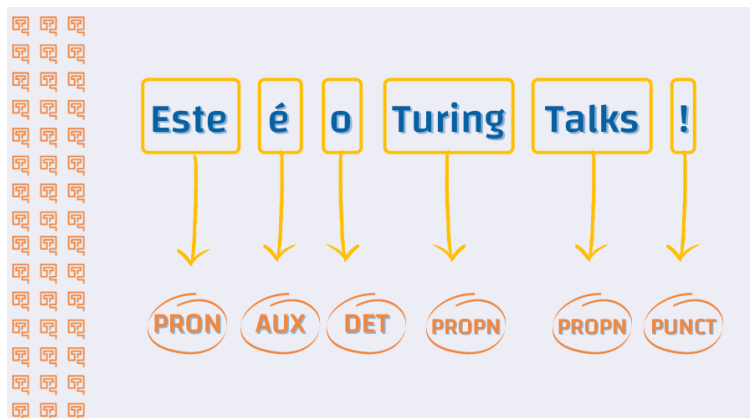 Este é o Turing Talks !
PRON AUX DET PROPN PROPN PUNCT